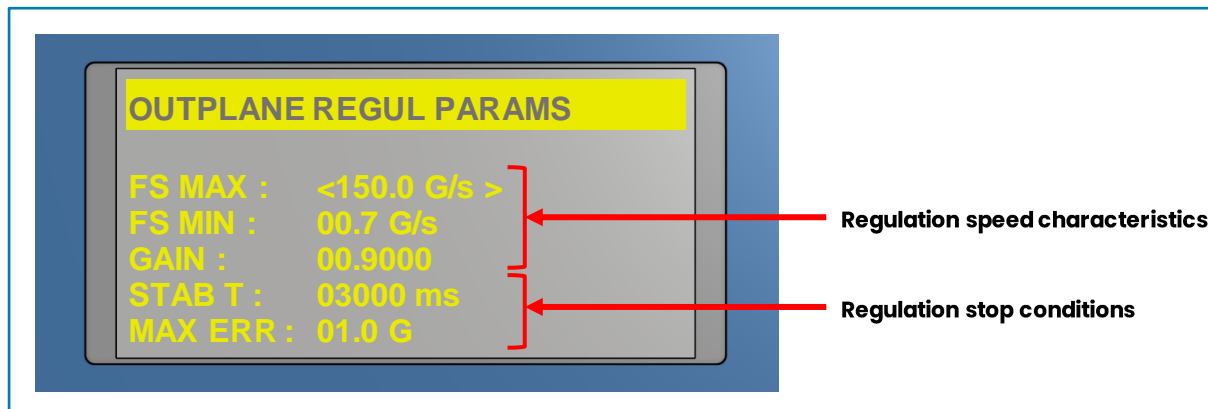 OUTPLANE REGUL PARAMS
FS MAX : <150.0 G/s >
FS MIN : 00.7 G/s
GAIN : 00.9000
STAB T : 03000 ms
MAX ERR : 01.0 G
Regulation speed characteristics
Regulation stop conditions